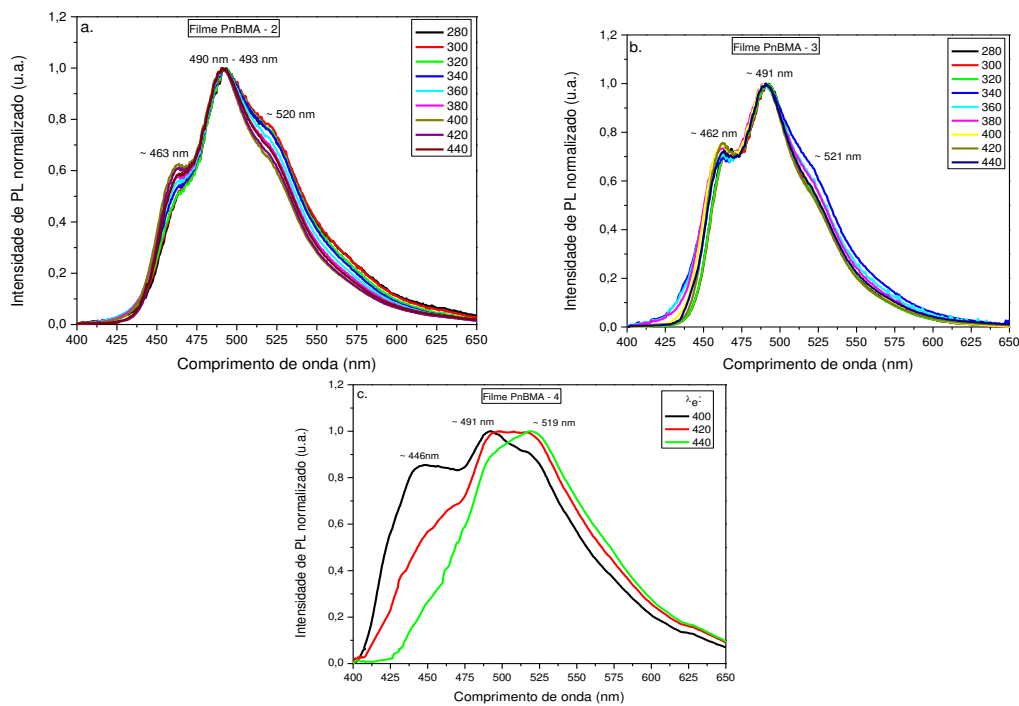 a.
Filme PnBMA - 2
490 nm - 493 nm
~ 520 nm
~ 463 nm
280
300
320
340
360
380
400
420
440
Intensidade de PL normalizado (u.a.)
1,2
1,0
0,8
0,6
0,4
0,2
0,0
400 425 450 475 500 525 550 575 600 625 650
Comprimento de onda (nm)
b.
Filme PnBMA - 3
~ 491 nm
~ 462 nm
~ 521 nm
280
300
320
340
360
380
400
420
440
Intensidade de PL normalizado (u.a.)
1,2
1,0
0,8
0,6
0,4
0,2
0,0
400 425 450 475 500 525 550 575 600 625 650
Comprimento de onda (nm)
c.
Filme PnBMA - 4
~ 491 nm
~ 519 nm
~ 446nm
λe:
400
420
440
Intensidade de PL normalizado (u.a.)
1,2
1,0
0,8
0,6
0,4
0,2
0,0
400 425 450 475 500 525 550 575 600 625 650
Comprimento de onda (nm)